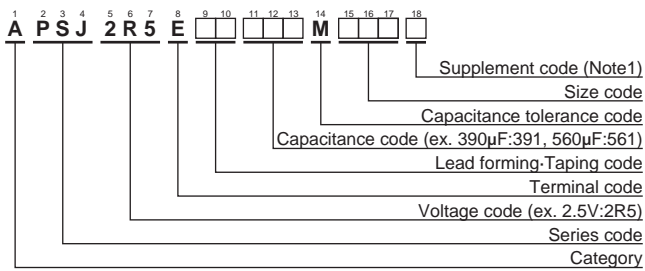 1 2 3 4 5 6 7 8 9 10 11 12 13 14 15 16 17 18
A P S J 2 R 5 E □□ □□□ M □□□ □
Supplement code (Note1)
Size code
Capacitance tolerance code
Capacitance code (ex. 390µF:391, 560µF:561)
Lead forming·Taping code
Terminal code
Voltage code (ex. 2.5V:2R5)
Series code
Category